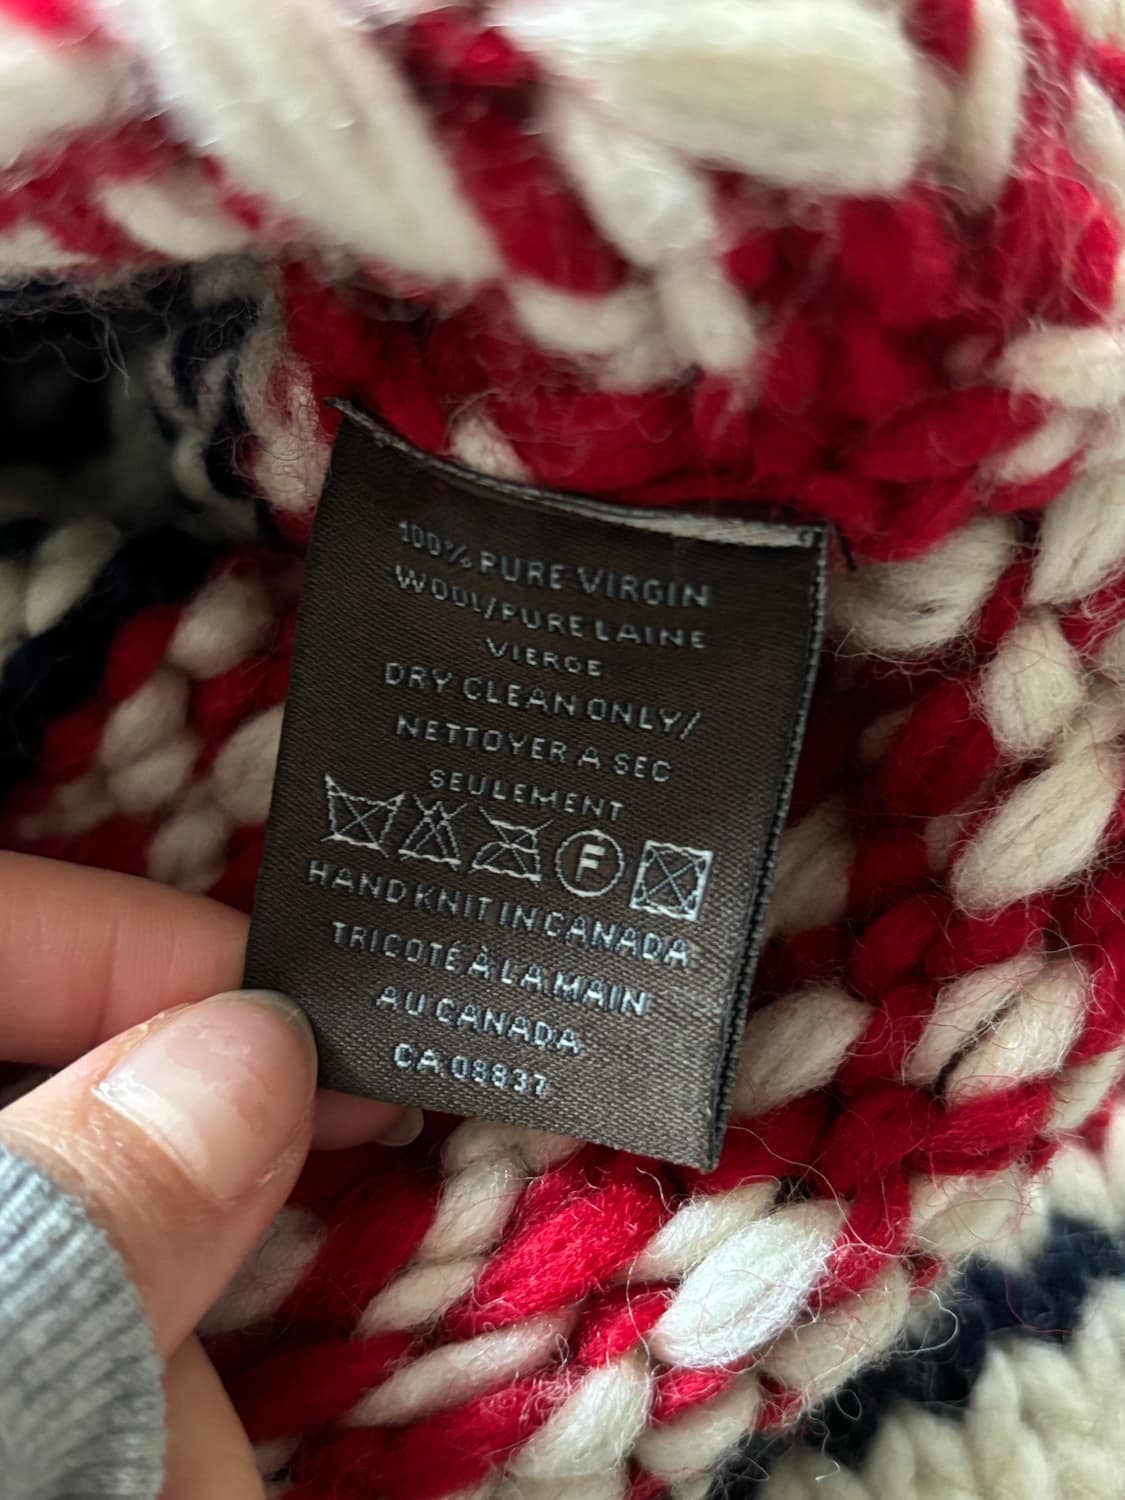 100% PURE VIRGIN
WOOL/PURE LAINE
VIERGE
DRY CLEAN ONLY/
NETTOYER A SEC
SEULEMENT
F
HAND KNIT IN CANADA
TRICOTÉ À LA MAIN
AU CANADA
CA 08837